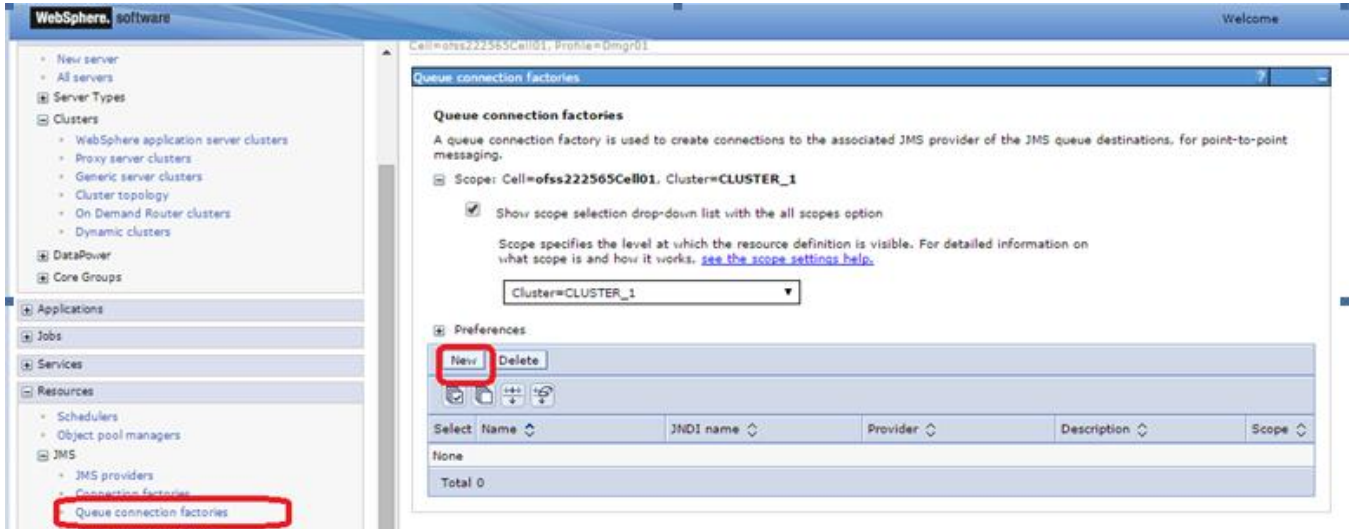 WebSphere. software
Welcome
New server
All servers
Server Types
Clusters
WebSphere application server clusters
Proxy server clusters
Generic server clusters
Cluster topology
On Demand Router clusters
Dynamic clusters
DataPower
Core Groups
Applications
Jobs
Services
Resources
Schedulers
Object pool managers
JMS
JMS providers
Connection factories
Queue connection factories
Cell=ofss222565Cell01, Profile=Dmgr01
Queue connection factories
?
Queue connection factories
A queue connection factory is used to create connections to the associated JMS provider of the JMS queue destinations, for point-to-point
messaging.
Scope: Cell=ofss222565Cell01, Cluster=CLUSTER_1
Show scope selection drop-down list with the all scopes option
Scope specifies the level at which the resource definition is visible. For detailed information on
what scope is and how it works, see the scope settings help.
Cluster=CLUSTER_1
Preferences
New Delete
Select Name JNDI name Provider Description Scope
None
Total 0